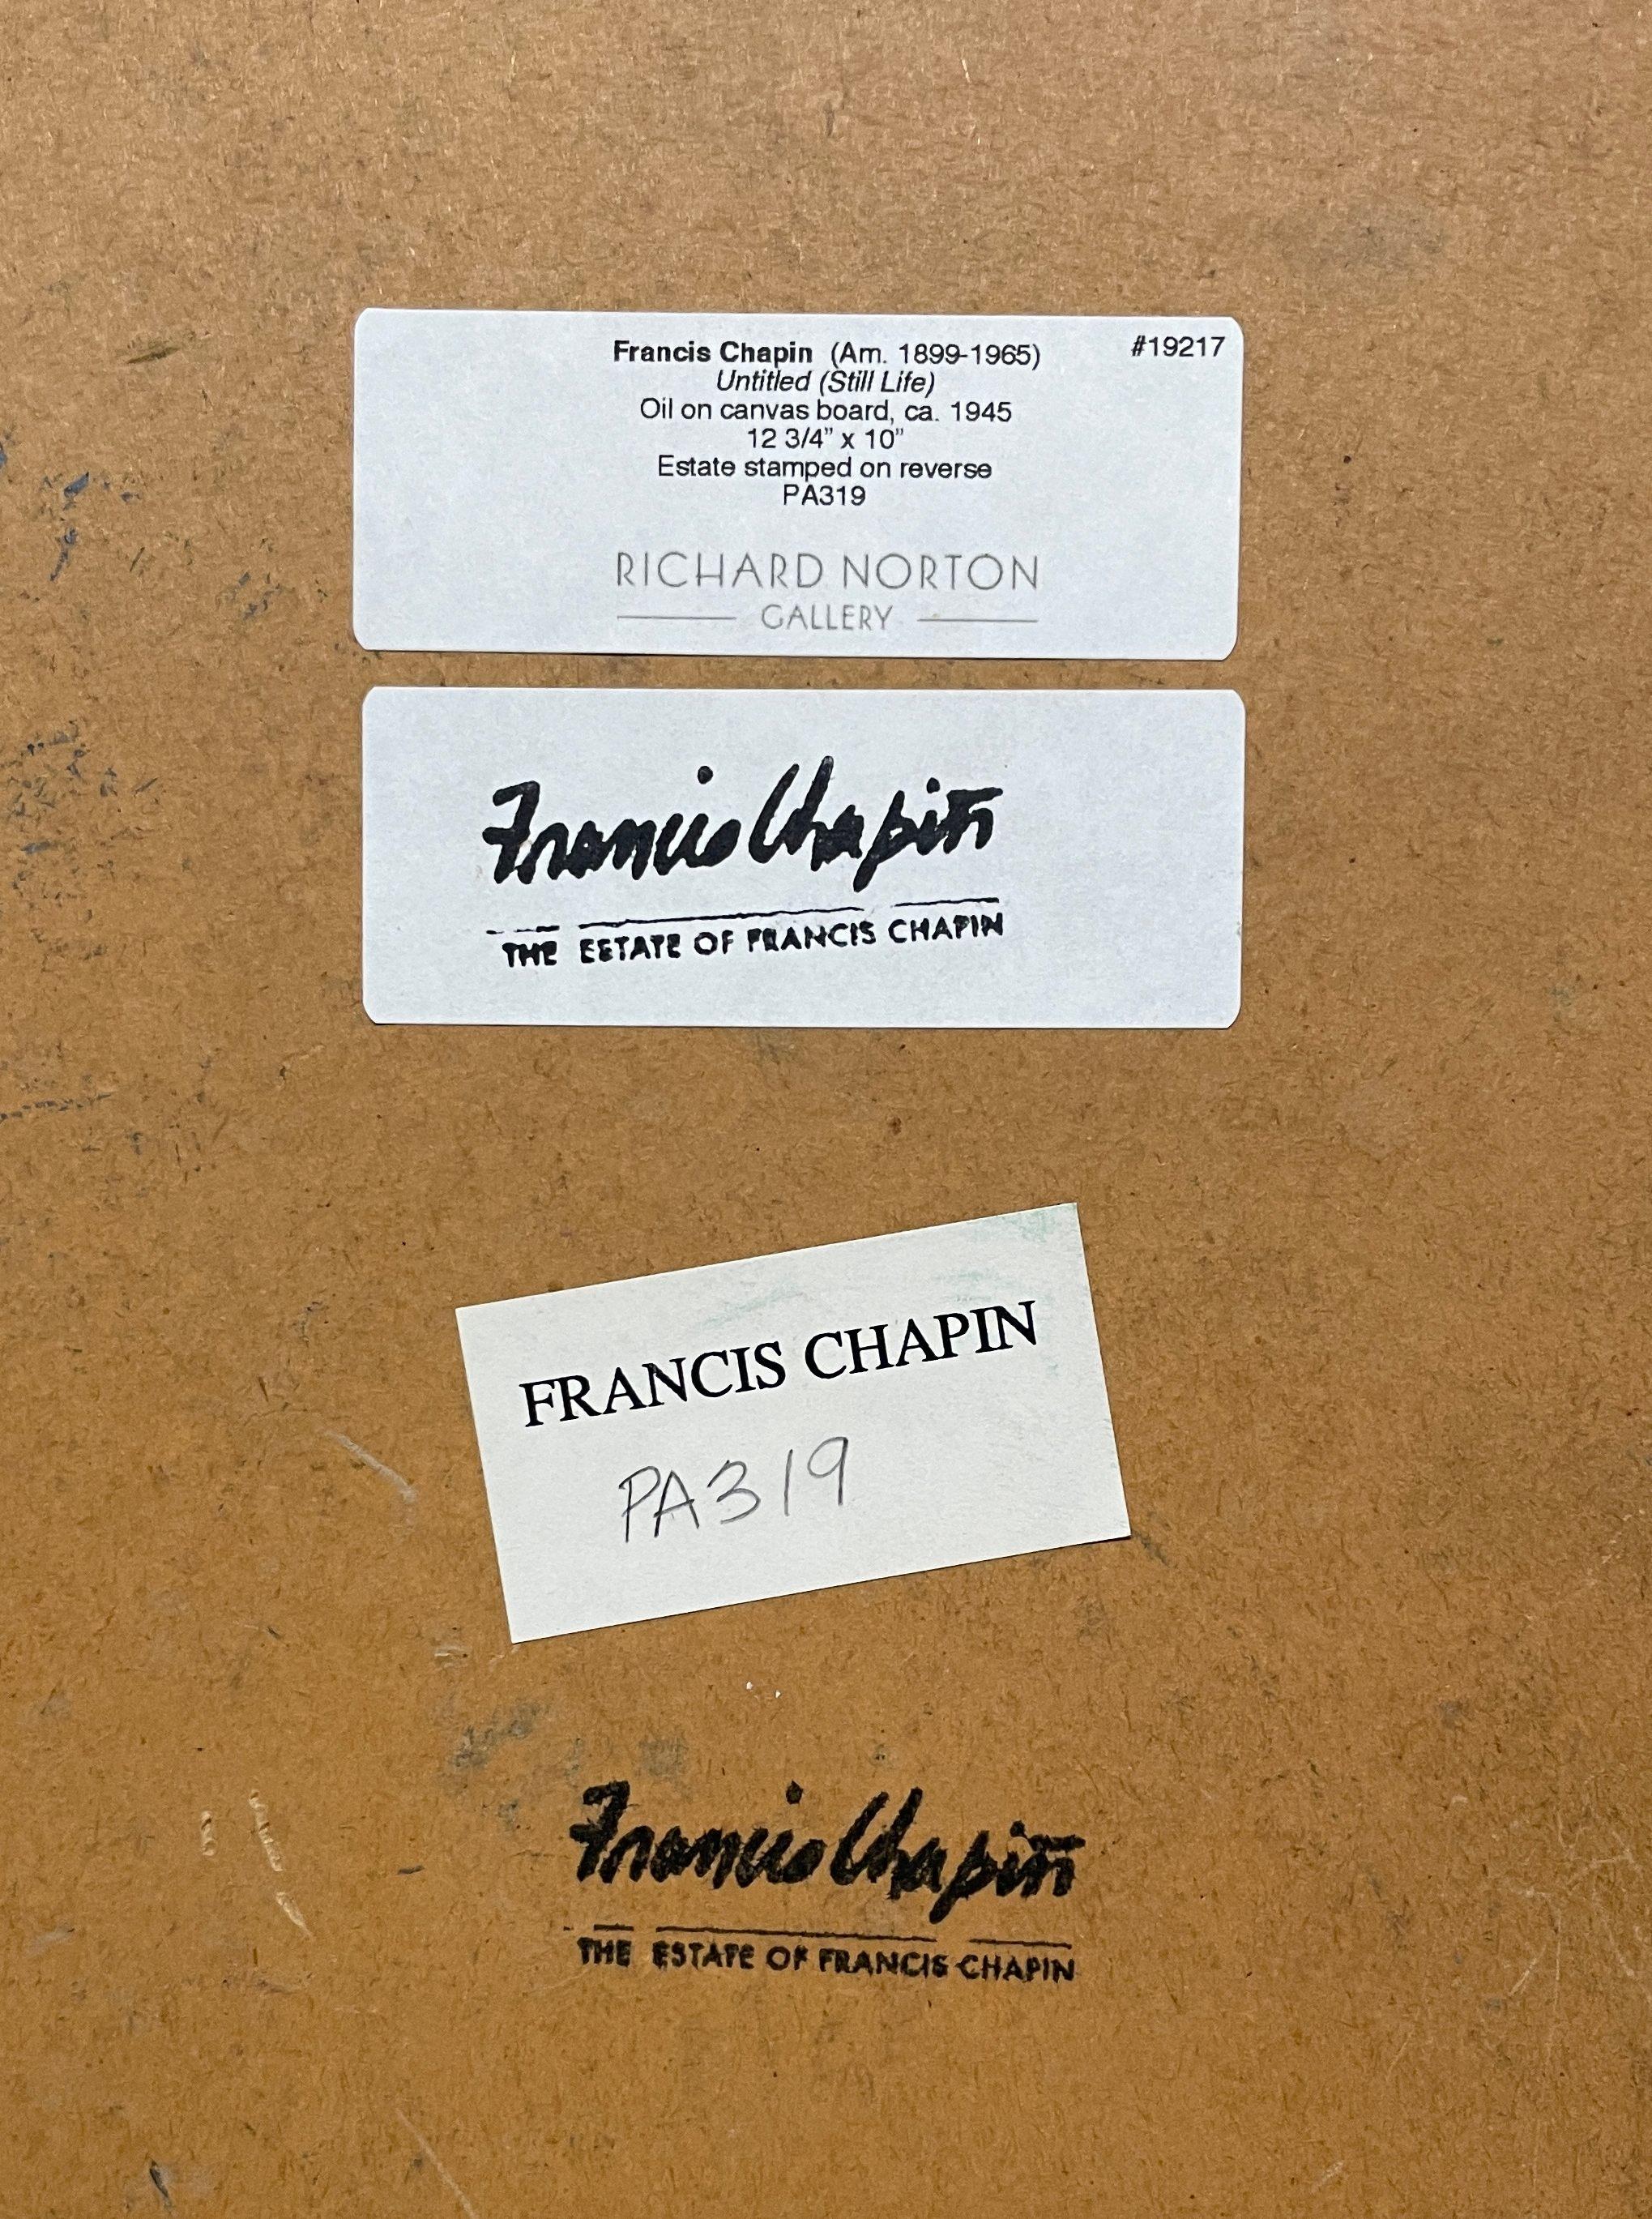 Francis Chapin (Am. 1899-1965) #19217
Untitled (Still Life)
Oil on canvas board, ca. 1945
12 3/4” x 10”
Estate stamped on reverse
PA319
RICHARD NORTON
GALLERY
Francis Chapin
THE ESTATE OF FRANCIS CHAPIN
FRANCIS CHAPIN
PA319
Francis Chapin
THE ESTATE OF FRANCIS CHAPIN